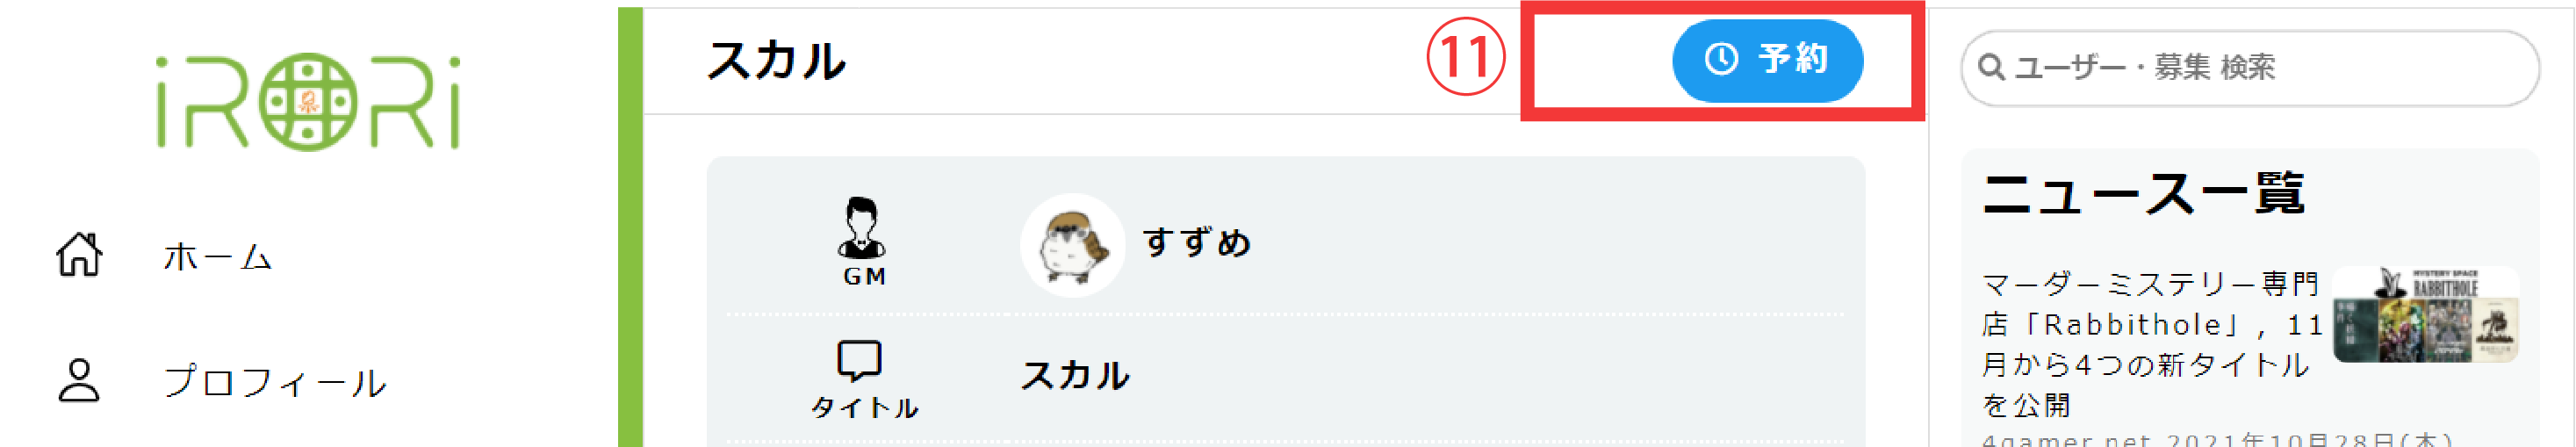 iRORi
ホーム
プロフィール
スカル
⑪
予約
GM
すずめ
タイトル
スカル
ユーザー・募集 検索
ニュース一覧
マーダーミステリー専門
店「Rabbithole」, 11
月から4つの新タイトル
を公開
MYSTERY SPACE
RABBITHOLE
4gamer.net 2021年10月28日(木)